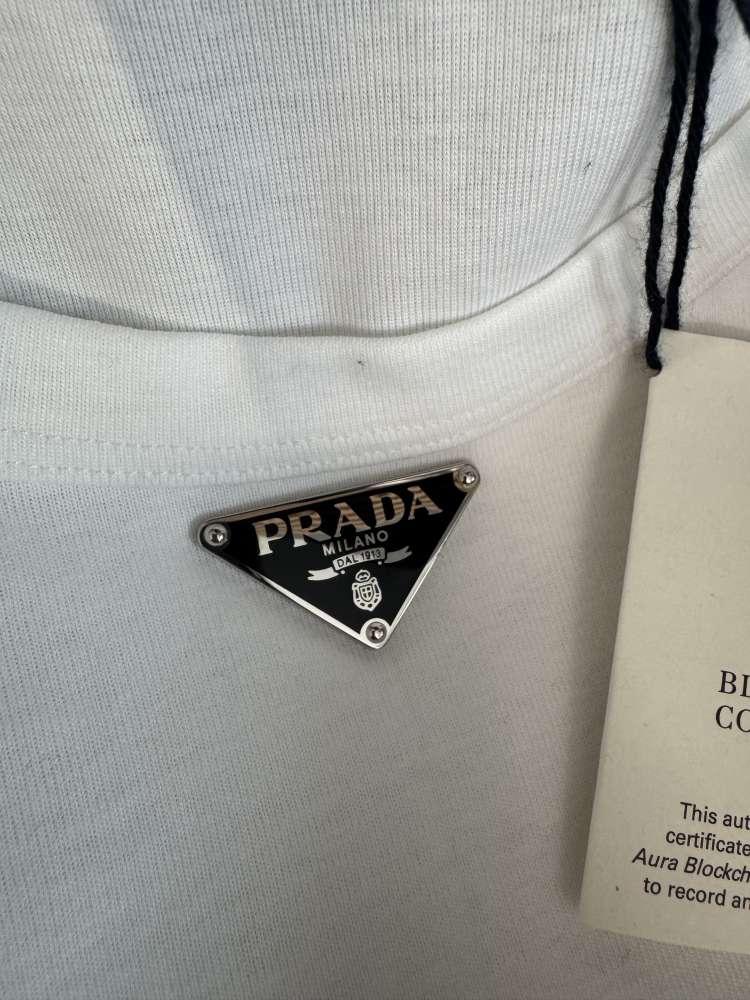 PRADA
MILANO
DAL 1913
BL
CO
This aut
certificate
Aura Blockch
to record an